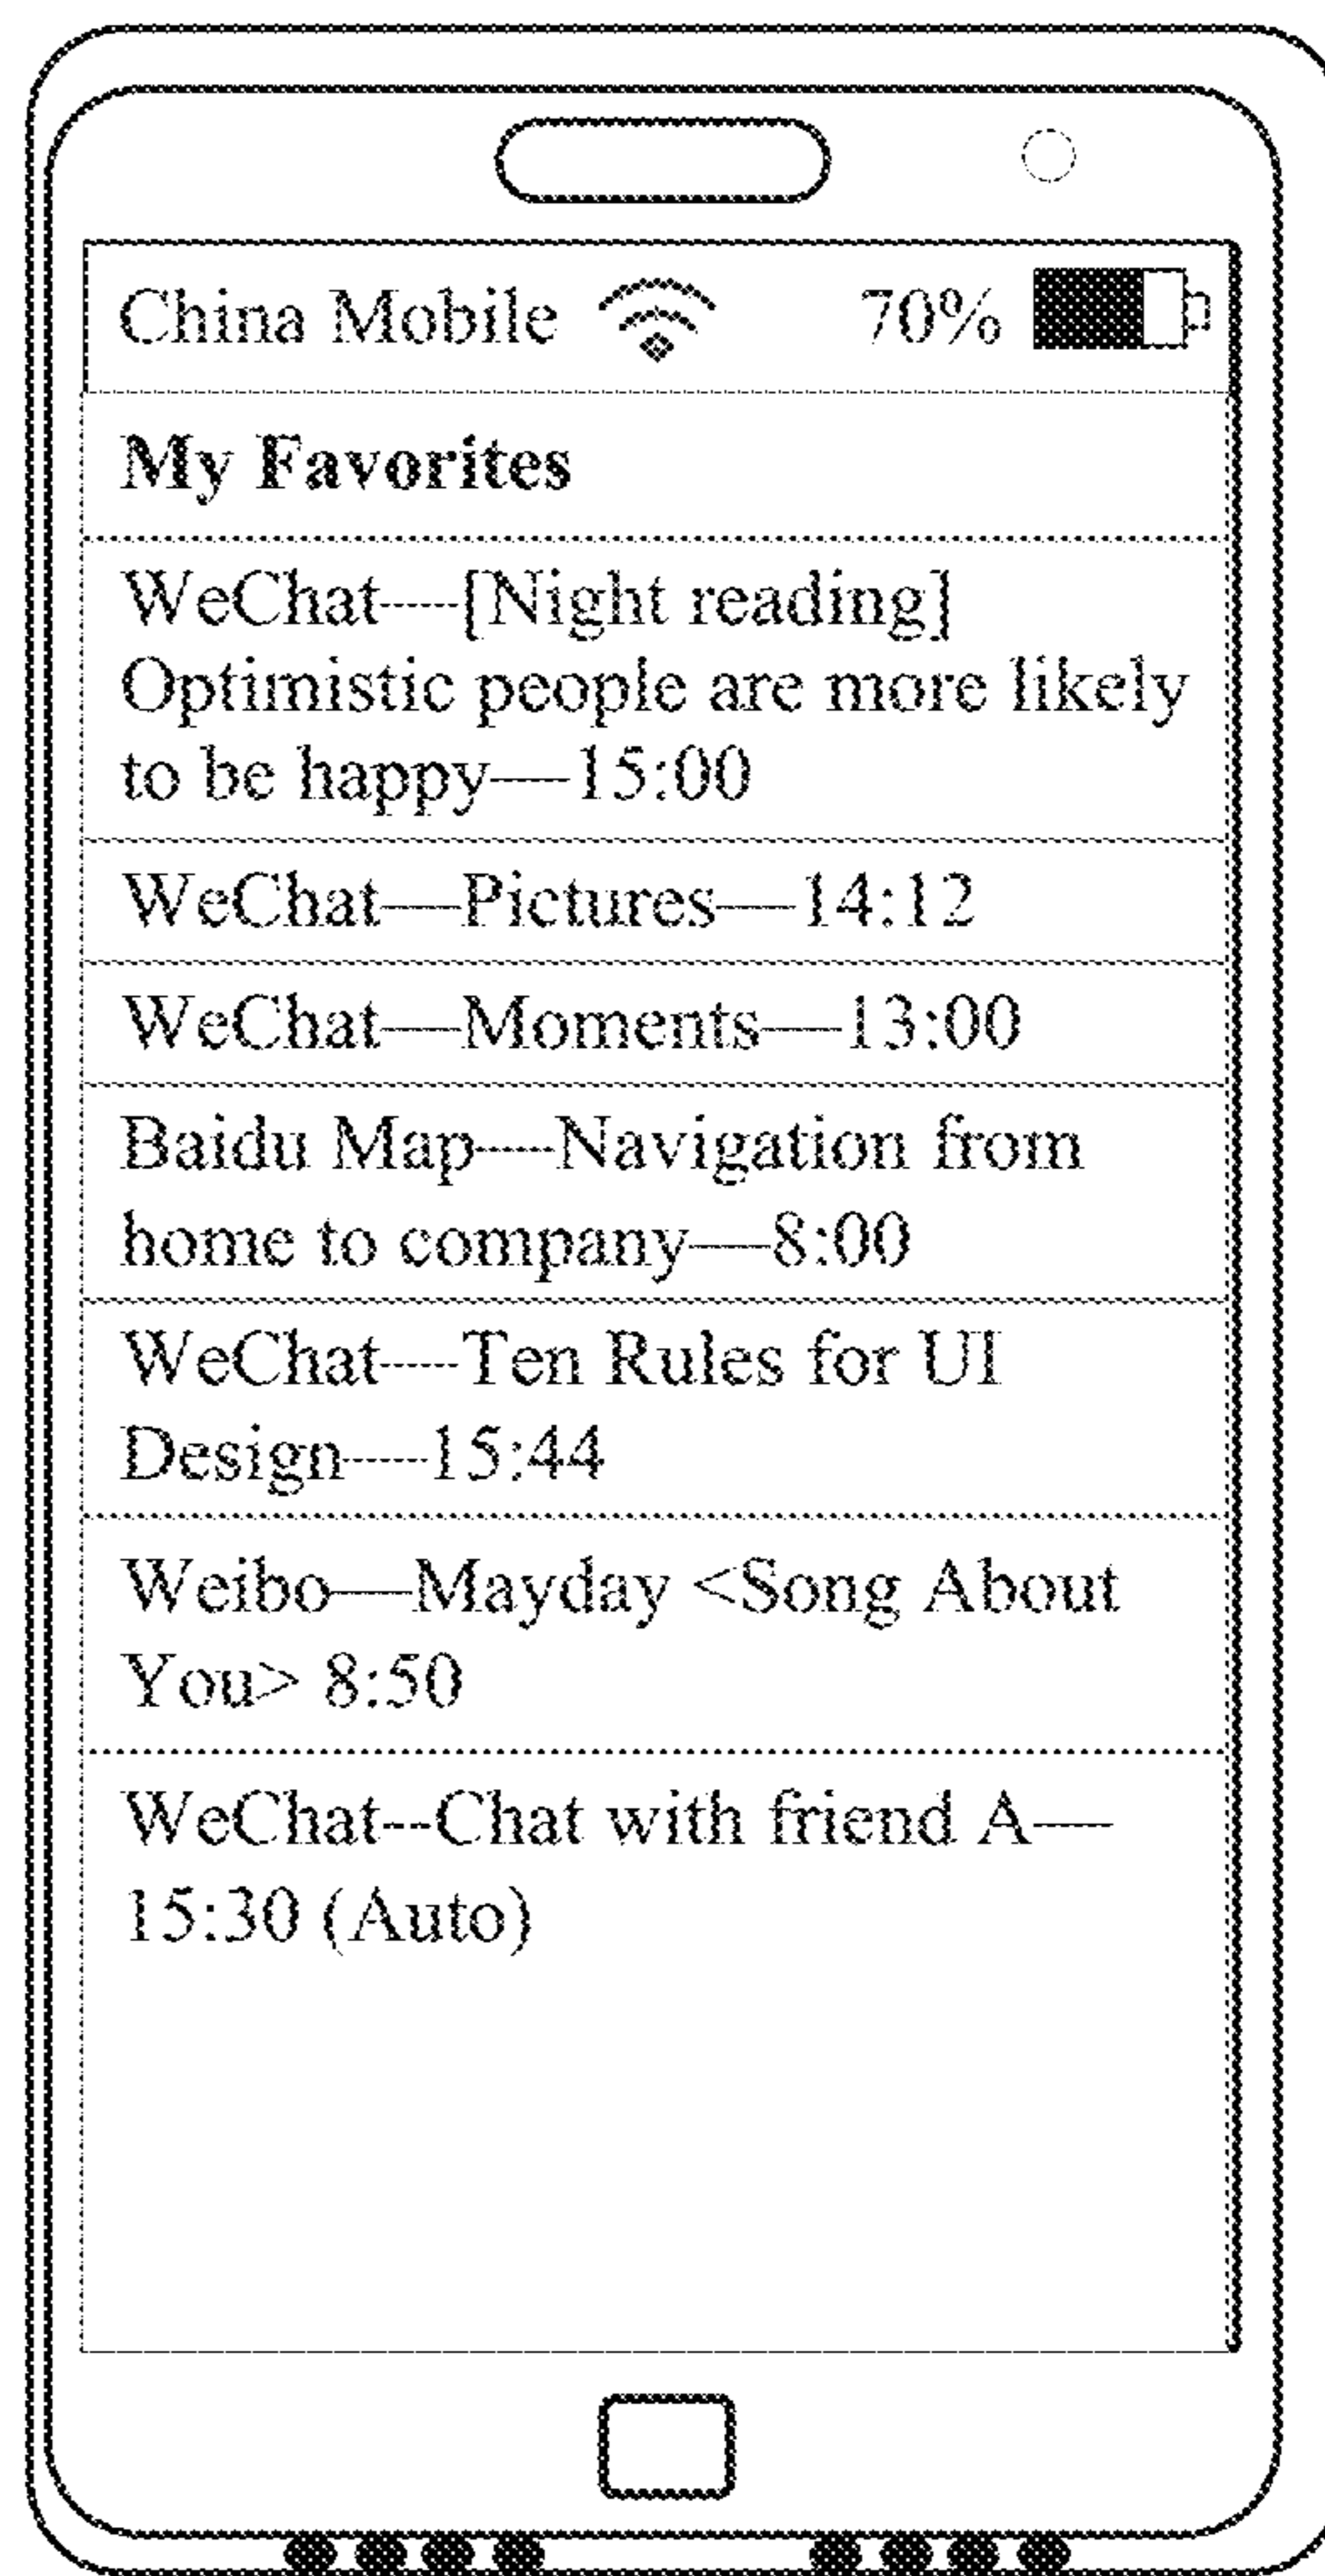 China Mobile 70%
My Favorites
WeChat—[Night reading]
Optimistic people are more likely
to be happy—15:00
WeChat—Pictures—14:12
WeChat—Moments—13:00
Baidu Map—Navigation from
home to company—8:00
WeChat—Ten Rules for UI
Design—15:44
Weibo—Mayday <Song About
You> 8:50
WeChat--Chat with friend A—
15:30 (Auto)